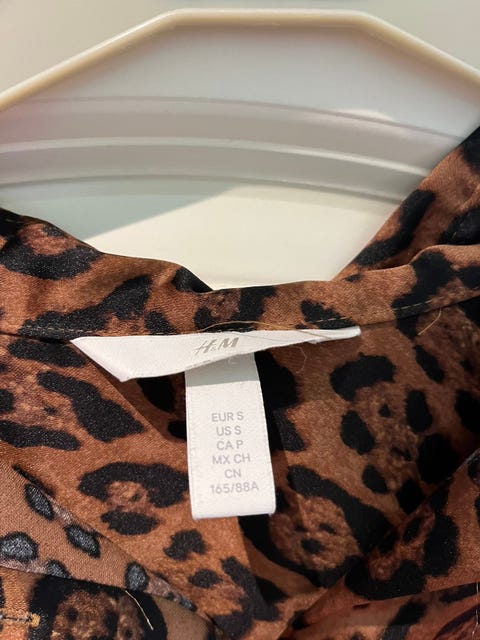 H&M
EUR S
US S
CA P
MX CH
CN
165/88A